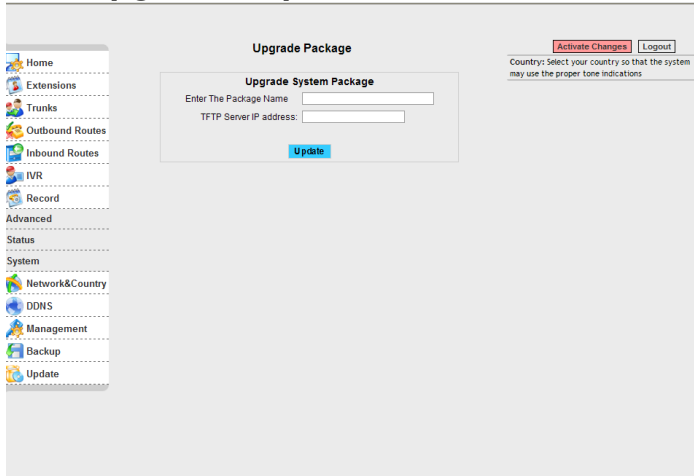 Upgrade Package
Activate Changes
Logout
Country: Select your country so that the system
may use the proper tone indications
Home
Extensions
Trunks
Outbound Routes
Inbound Routes
IVR
Record
Advanced
Status
System
Network&Country
DDNS
Management
Backup
Update
Upgrade System Package
Enter The Package Name
TFTP Server IP address:
Update